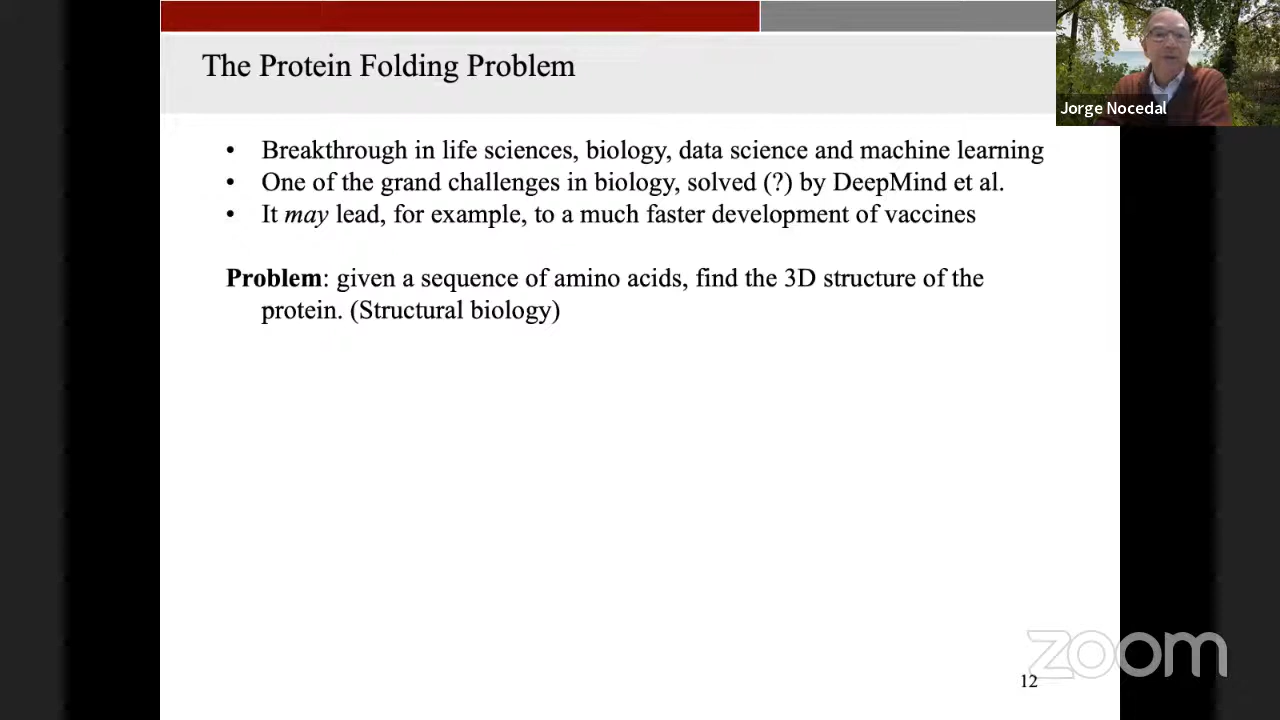 The Protein Folding Problem
Jorge Nocedal
• Breakthrough in life sciences, biology, data science and machine learning
• One of the grand challenges in biology, solved (?) by DeepMind et al.
• It may lead, for example, to a much faster development of vaccines
Problem: given a sequence of amino acids, find the 3D structure of the
protein. (Structural biology)
zoom
12